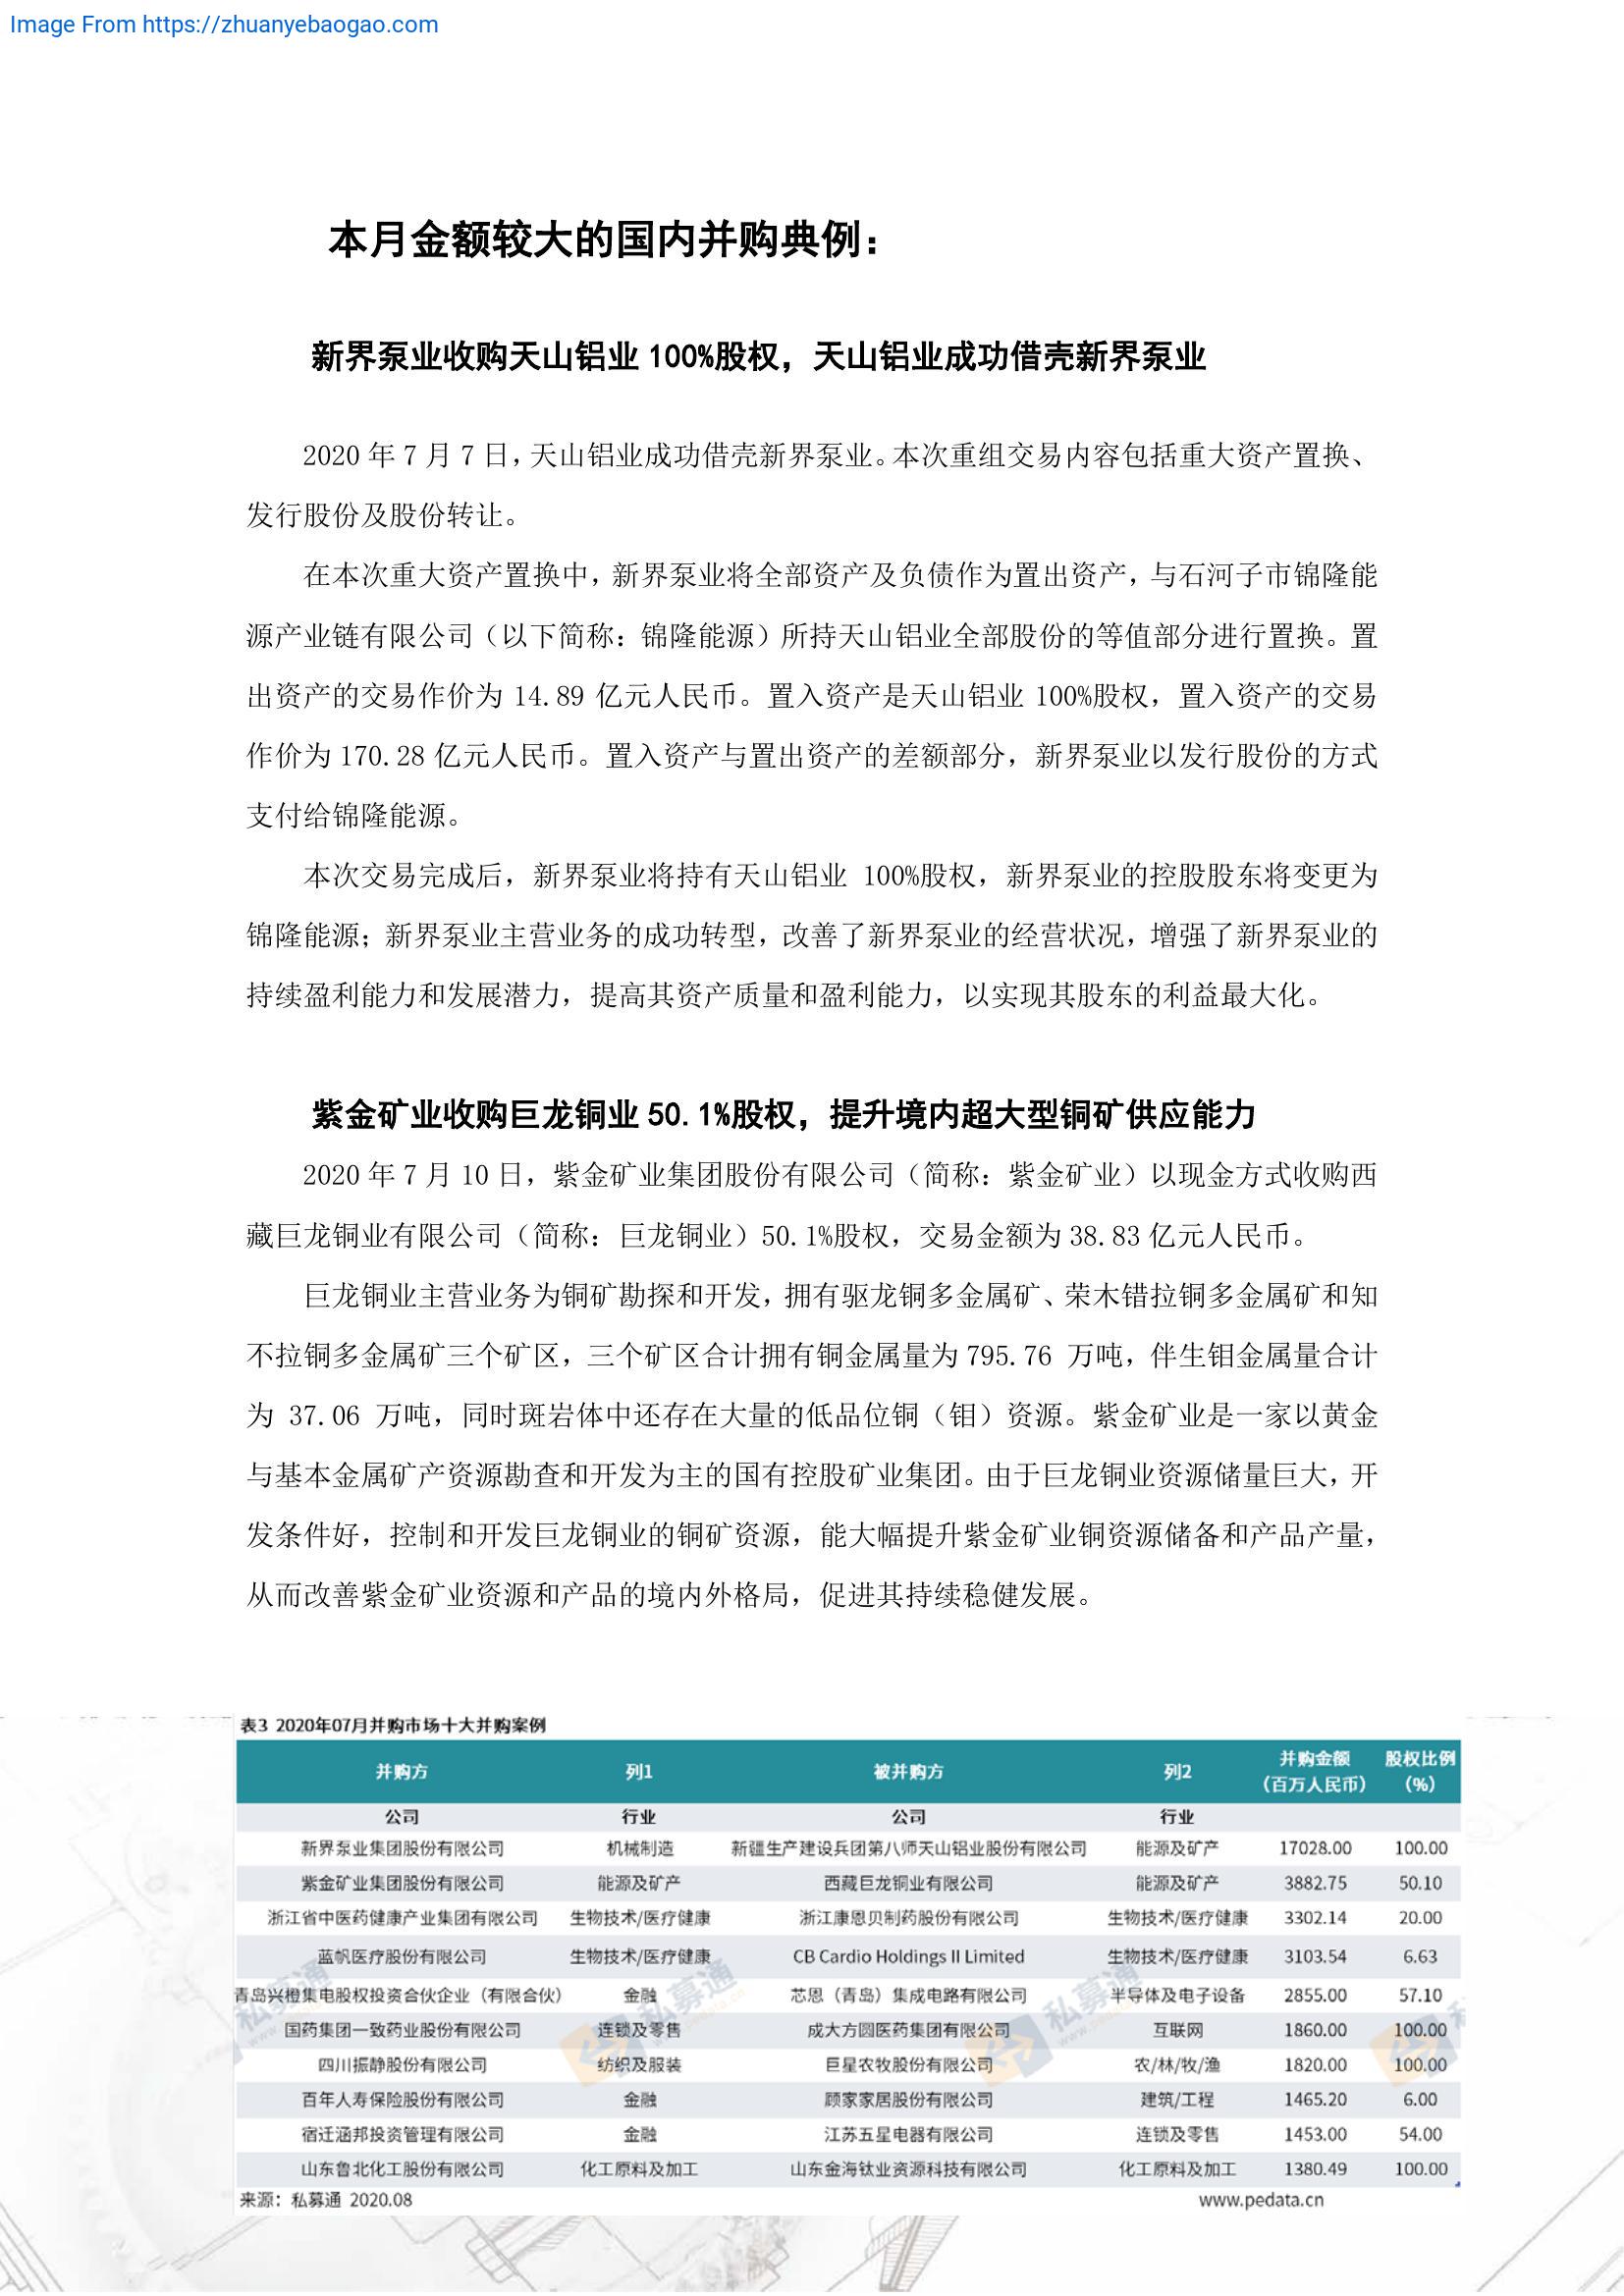 Image From https://zhuanyebaogao.com
本月金额较大的国内并购典例：
新界泵业收购天山铝业 100%股权，天山铝业成功借壳新界泵业
2020 年 7 月 7 日，天山铝业成功借壳新界泵业。本次重组交易内容包括重大资产置换、
发行股份及股份转让。
在本次重大资产置换中，新界泵业将全部资产及负债作为置出资产，与石河子市锦隆能
源产业链有限公司（以下简称：锦隆能源）所持天山铝业全部股份的等值部分进行置换。置
出资产的交易作价为 14.89 亿元人民币。置入资产是天山铝业 100%股权，置入资产的交易
作价为 170.28 亿元人民币。置入资产与置出资产的差额部分，新界泵业以发行股份的方式
支付给锦隆能源。
本次交易完成后，新界泵业将持有天山铝业 100%股权，新界泵业的控股股东将变更为
锦隆能源；新界泵业主营业务的成功转型，改善了新界泵业的经营状况，增强了新界泵业的
持续盈利能力和发展潜力，提高其资产质量和盈利能力，以实现其股东的利益最大化。
紫金矿业收购巨龙铜业 50.1%股权，提升境内超大型铜矿供应能力
2020 年 7 月 10 日，紫金矿业集团股份有限公司（简称：紫金矿业）以现金方式收购西
藏巨龙铜业有限公司（简称：巨龙铜业）50.1%股权，交易金额为 38.83 亿元人民币。
巨龙铜业主营业务为铜矿勘探和开发，拥有驱龙铜多金属矿、荣木错拉铜多金属矿和知
不拉铜多金属矿三个矿区，三个矿区合计拥有铜金属量为 795.76 万吨，伴生钼金属量合计
为 37.06 万吨，同时斑岩体中还存在大量的低品位铜（钼）资源。紫金矿业是一家以黄金
与基本金属矿产资源勘查和开发为主的国有控股矿业集团。由于巨龙铜业资源储量巨大，开
发条件好，控制和开发巨龙铜业的铜矿资源，能大幅提升紫金矿业铜资源储备和产品产量，
从而改善紫金矿业资源和产品的境内外格局，促进其持续稳健发展。
表3 2020年07月并购市场十大并购案例
并购方 列1 被并购方 列2 并购金额（百万人民币） 股权比例（%）
公司 行业 公司 行业
新界泵业集团股份有限公司 机械制造 新疆生产建设兵团第八师天山铝业股份有限公司 能源及矿产 17028.00 100.00
紫金矿业集团股份有限公司 能源及矿产 西藏巨龙铜业有限公司 能源及矿产 3882.75 50.10
浙江省中医药健康产业集团有限公司 生物技术/医疗健康 浙江康恩贝制药股份有限公司 生物技术/医疗健康 3302.14 20.00
蓝帆医疗股份有限公司 生物技术/医疗健康 CB Cardio Holdings II Limited 生物技术/医疗健康 3103.54 6.63
青岛兴橙集电股权投资合伙企业（有限合伙） 金融 芯恩（青岛）集成电路有限公司 半导体及电子设备 2855.00 57.10
国药集团一致药业股份有限公司 连锁及零售 成大方圆医药集团有限公司 互联网 1860.00 100.00
四川振静股份有限公司 纺织及服装 巨星农牧股份有限公司 农/林/牧/渔 1820.00 100.00
百年人寿保险股份有限公司 金融 顾家家居股份有限公司 建筑/工程 1465.20 6.00
宿迁涵邦投资管理有限公司 金融 江苏五星电器有限公司 连锁及零售 1453.00 54.00
山东鲁北化工股份有限公司 化工原料及加工 山东金海钛业资源科技有限公司 化工原料及加工 1380.49 100.00
来源：私募通 2020.08 www.pedata.cn